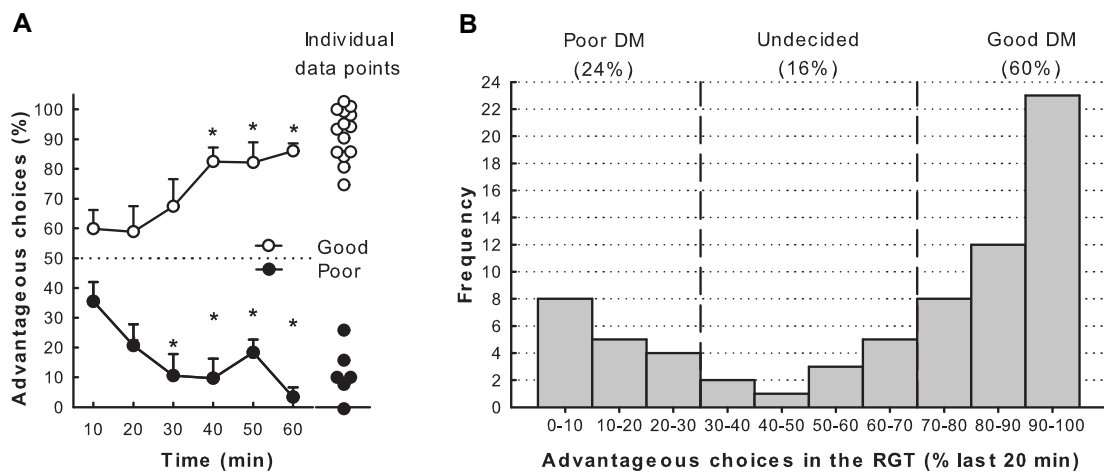 A
Individual
data points
Advantageous choices (%)
100
90
80
70
60
50
40
30
20
10
0
* * *
Good
Poor
* * * *
10 20 30 40 50 60
Time (min)
B
Poor DM
(24%)
Undecided
(16%)
Good DM
(60%)
Frequency
24
22
20
18
16
14
12
10
8
6
4
2
0
0-10 10-20 20-30 30-40 40-50 50-60 60-70 70-80 80-90 90-100
Advantageous choices in the RGT (% last 20 min)